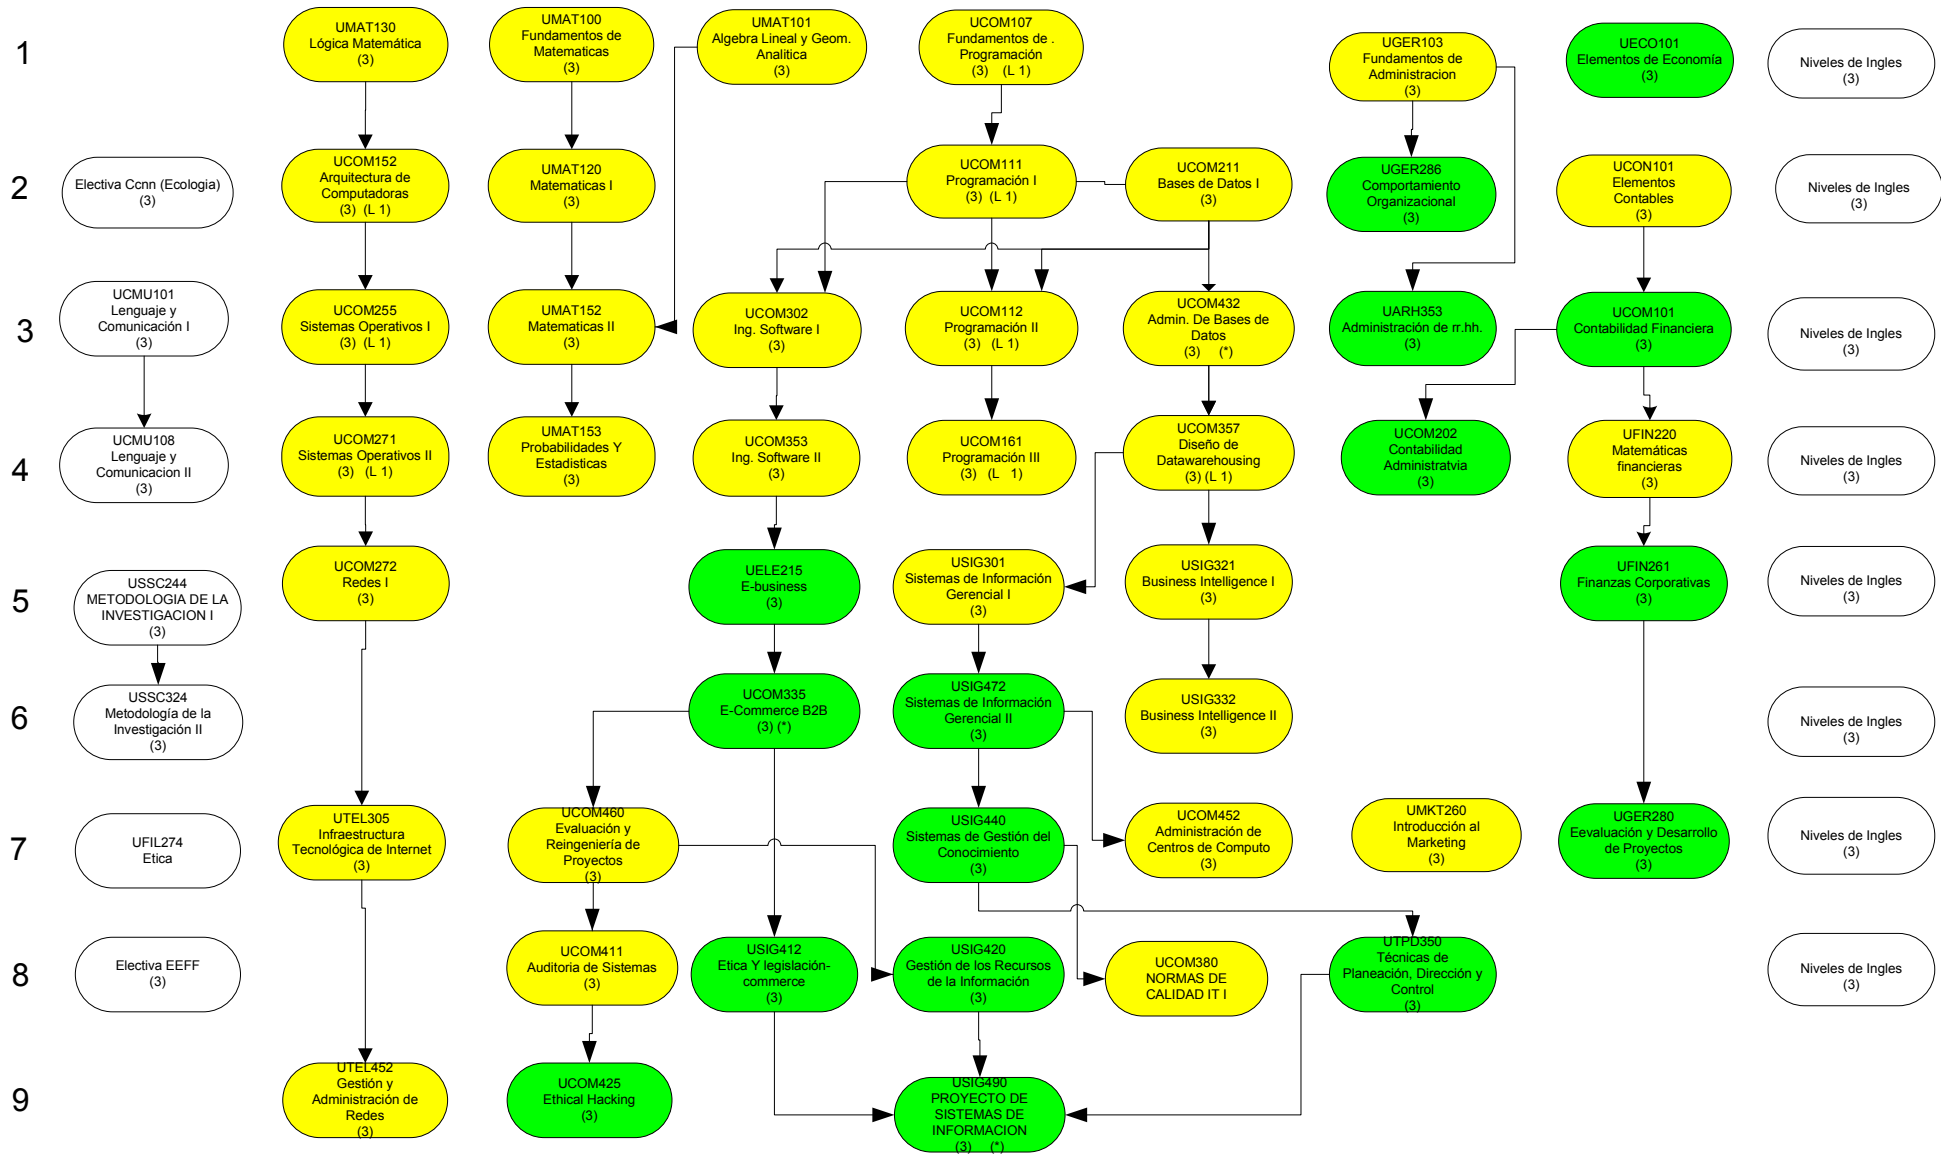 1
UMAT130
Lógica Matemática
(3)
UMAT100
Fundamentos de
Matematicas
(3)
UMAT101
Algebra Lineal y Geom.
Analitica
(3)
UCOM107
Fundamentos de .
Programación
(3) (L 1)
UGER103
Fundamentos de
Administracion
(3)
UECO101
Elementos de Economía
(3)
Niveles de Ingles
(3)
2
Electiva Ccnn (Ecologia)
(3)
UCOM152
Arquitectura de
Computadoras
(3) (L 1)
UMAT120
Matematicas I
(3)
UCOM111
Programación I
(3) (L 1)
UCOM211
Bases de Datos I
(3)
UGER286
Comportamiento
Organizacional
(3)
UCON101
Elementos
Contables
(3)
Niveles de Ingles
(3)
3
UCMU101
Lenguaje y
Comunicación I
(3)
UCOM255
Sistemas Operativos I
(3) (L 1)
UMAT152
Matematicas II
(3)
UCOM302
Ing. Software I
(3)
UCOM112
Programación II
(3) (L 1)
UCOM432
Admin. De Bases de
Datos
(3) (*)
UARH353
Administración de rr.hh.
(3)
UCOM101
Contabilidad Financiera
(3)
Niveles de Ingles
(3)
4
UCMU108
Lenguaje y
Comunicacion II
(3)
UCOM271
Sistemas Operativos II
(3) (L 1)
UMAT153
Probabilidades Y
Estadisticas
(3)
UCOM353
Ing. Software II
(3)
UCOM161
Programación III
(3) (L 1)
UCOM357
Diseño de
Datawarehousing
(3) (L 1)
UCOM202
Contabilidad
Administratvia
(3)
UFIN220
Matemáticas
financieras
(3)
Niveles de Ingles
(3)
5
USSC244
METODOLOGIA DE LA
INVESTIGACION I
(3)
UCOM272
Redes I
(3)
UELE215
E-business
(3)
USIG301
Sistemas de Información
Gerencial I
(3)
USIG321
Business Intelligence I
(3)
UFIN261
Finanzas Corporativas
(3)
Niveles de Ingles
(3)
6
USSC324
Metodología de la
Investigación II
(3)
UCOM335
E-Commerce B2B
(3) (*)
USIG472
Sistemas de Información
Gerencial II
(3)
USIG332
Business Intelligence II
(3)
Niveles de Ingles
(3)
7
UFIL274
Etica
UTEL305
Infraestructura
Tecnológica de Internet
(3)
UCOM460
Evaluación y
Reingeniería de
Proyectos
(3)
USIG440
Sistemas de Gestión del
Conocimiento
(3)
UCOM452
Administración de
Centros de Computo
(3)
UMKT260
Introducción al
Marketing
(3)
UGER280
Eevaluación y Desarrollo
de Proyectos
(3)
Niveles de Ingles
(3)
8
Electiva EEFF
(3)
UCOM411
Auditoria de Sistemas
(3)
USIG412
Etica Y legislación-
commerce
(3)
USIG420
Gestión de los Recursos
de la Información
(3)
UCOM380
NORMAS DE
CALIDAD IT I
UTPD350
Técnicas de
Planeación, Dirección y
Control
(3)
Niveles de Ingles
(3)
9
UTEL452
Gestión y
Administración de
Redes
(3)
UCOM425
Ethical Hacking
(3)
USIG490
PROYECTO DE
SISTEMAS DE
INFORMACION
(3) (*)